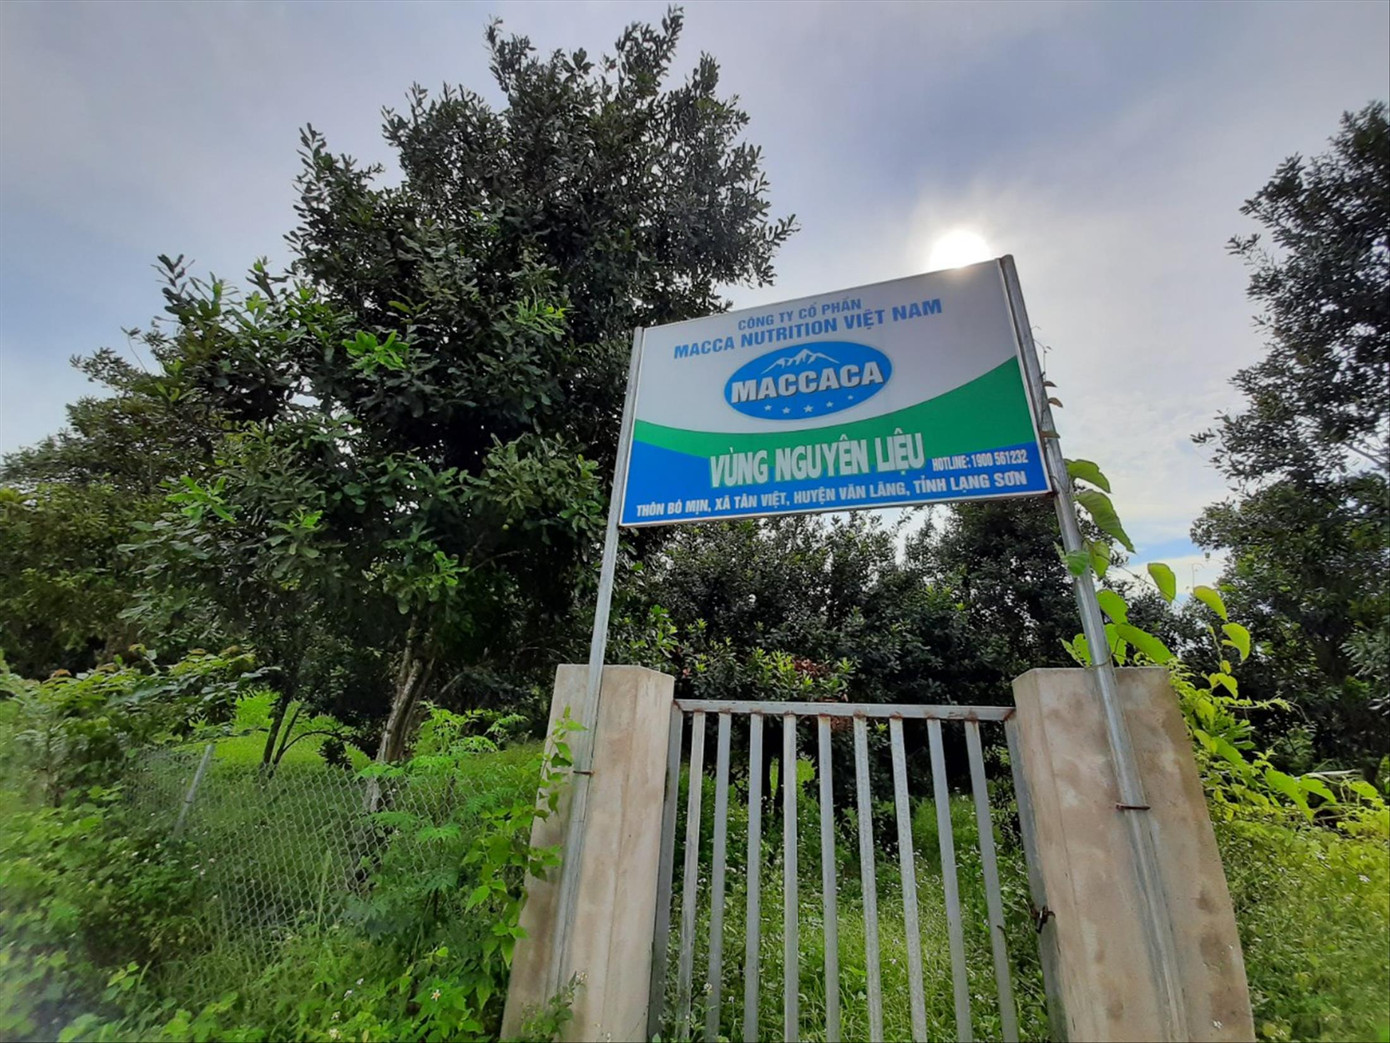 CÔNG TY CỔ PHẦN
MACCA NUTRITION VIỆT NAM
MACCACA
VÙNG NGUYÊN LIỆU
HOTLINE: 1900 561232
THÔN BÓ MỊN, XÃ TÂN VIỆT, HUYỆN VĂN LÃNG, TỈNH LẠNG SƠN